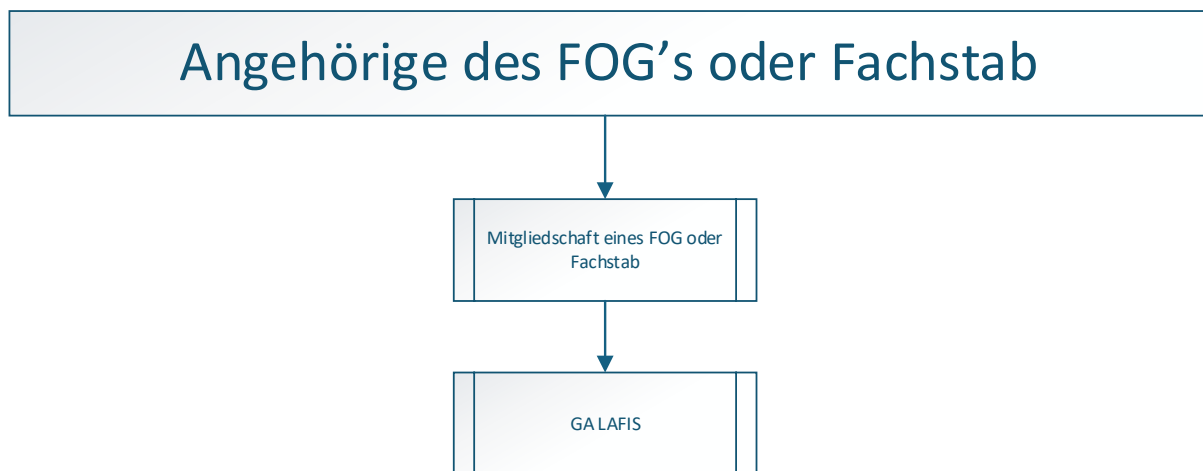 Angehörige des FOG’s oder Fachstab
Mitgliedschaft eines FOG oder
Fachstab
GA LAFIS